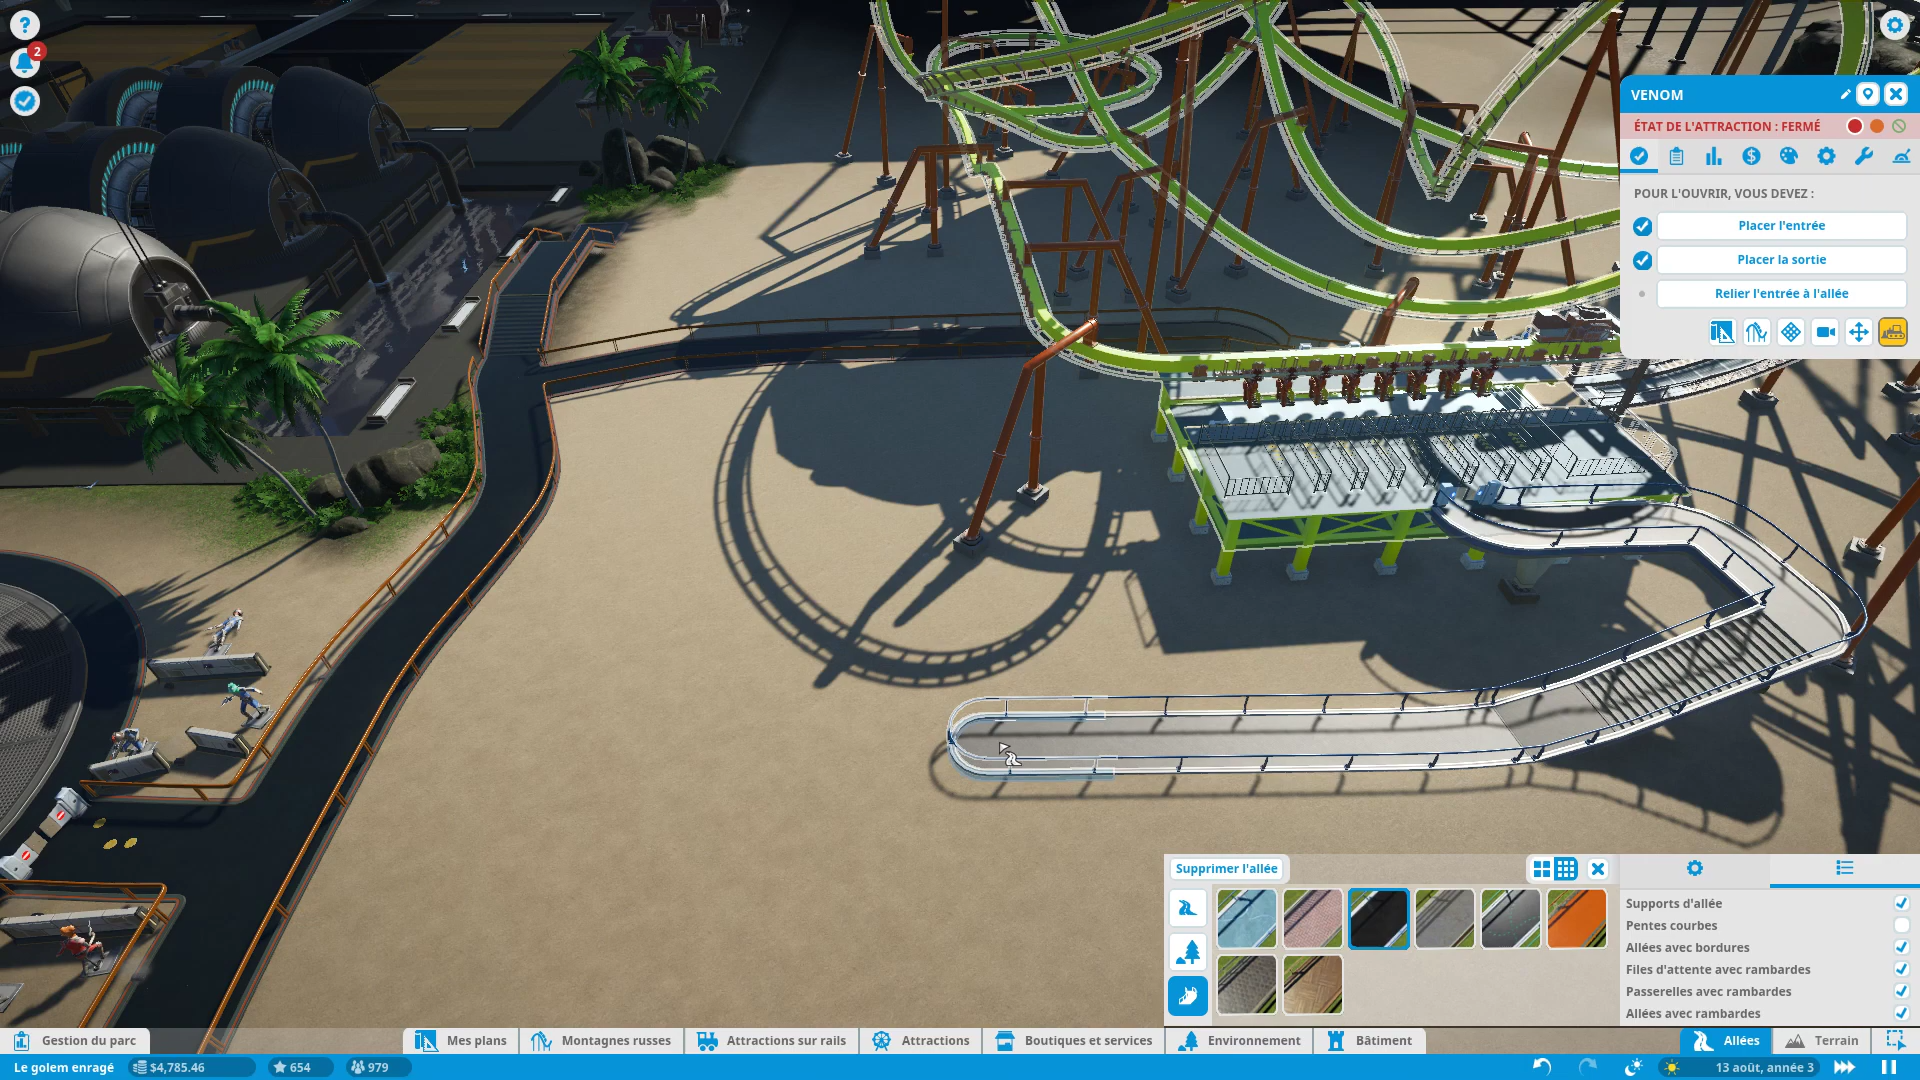 ?
2
VENOM
ÉTAT DE L'ATTRACTION : FERMÉ
POUR L'OUVRIR, VOUS DEVEZ :
Placer l'entrée
Placer la sortie
Relier l'entrée à l'allée
Supprimer l'allée
Supports d'allée
Pentes courbes
Allées avec bordures
Files d'attente avec rambardes
Passerelles avec rambardes
Allées avec rambardes
Gestion du parc
Mes plans
Montagnes russes
Attractions sur rails
Attractions
Boutiques et services
Environnement
Bâtiment
Allées
Terrain
Le golem enragé
$4,785.46
654
979
13 août, année 3